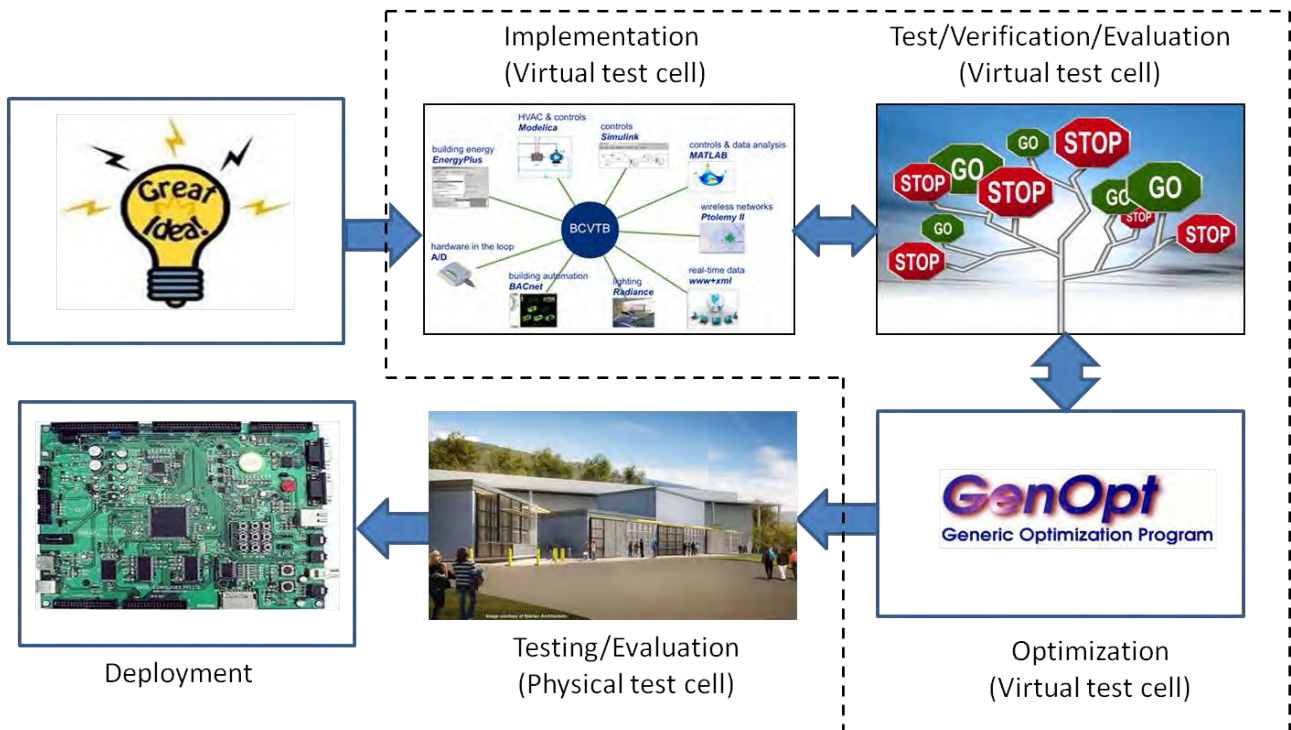 Implementation
(Virtual test cell)
Test/Verification/Evaluation
(Virtual test cell)
Great
Idea!
HVAC & controls
Modelica
controls
Simulink
building energy
EnergyPlus
controls & data analysis
MATLAB
wireless networks
Ptolemy II
BCVTB
hardware in the loop
A/D
building automation
BACnet
lighting
Radiance
real-time data
www+xml
GO
STOP
GO
STOP
STOP
GO
GO
STOP
GO
STOP
STOP
GenOpt
Generic Optimization Program
Deployment
Testing/Evaluation
(Physical test cell)
Optimization
(Virtual test cell)